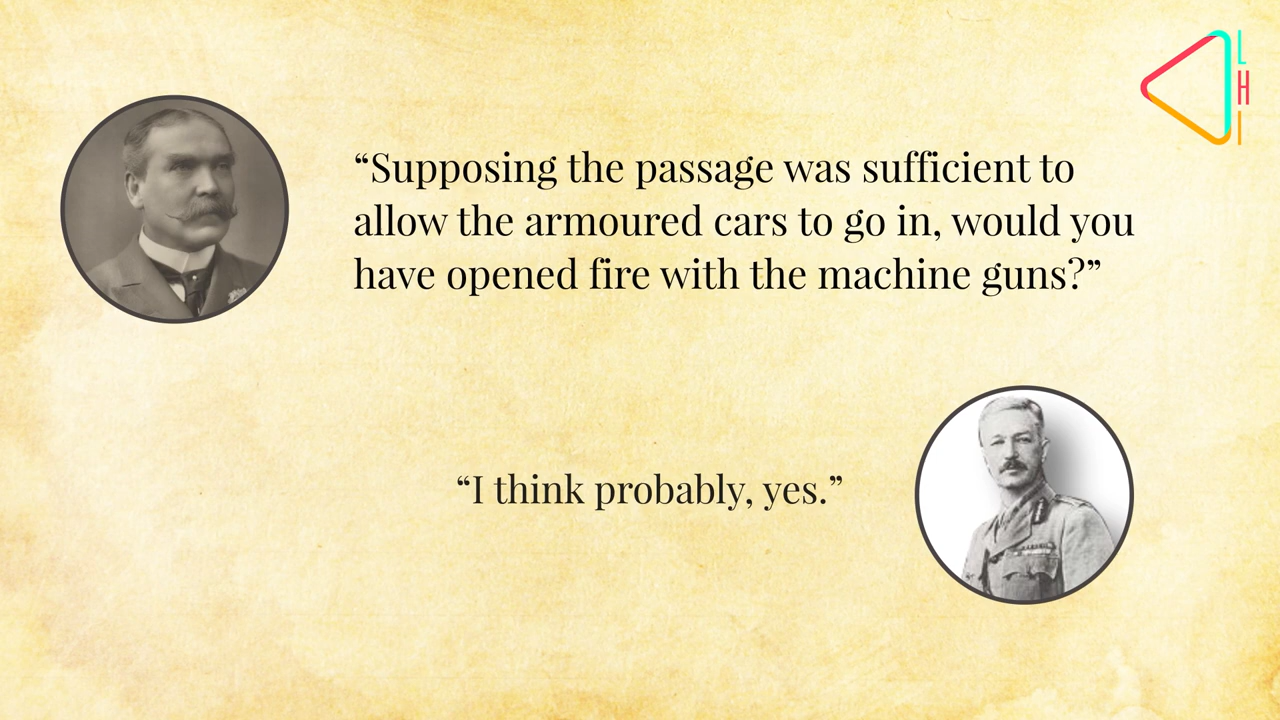 L
H
I
“Supposing the passage was sufficient to
allow the armoured cars to go in, would you
have opened fire with the machine guns?”
“I think probably, yes.”